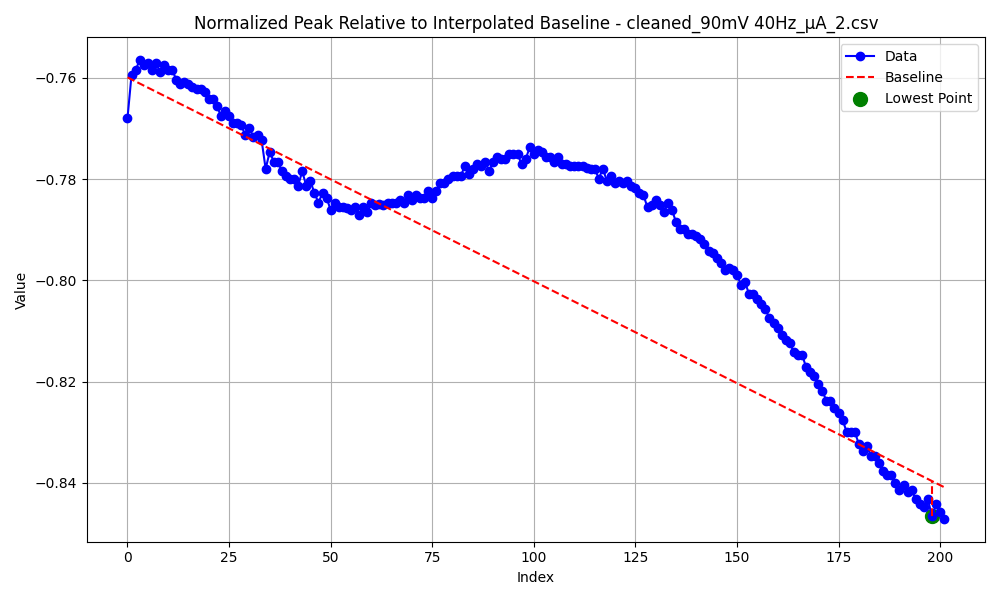 Normalized Peak Relative to Interpolated Baseline - cleaned_90mV 40Hz_μA_2.csv
Data
Baseline
Lowest Point
Value
−0.76
−0.78
−0.80
−0.82
−0.84
0 25 50 75 100 125 150 175 200
Index